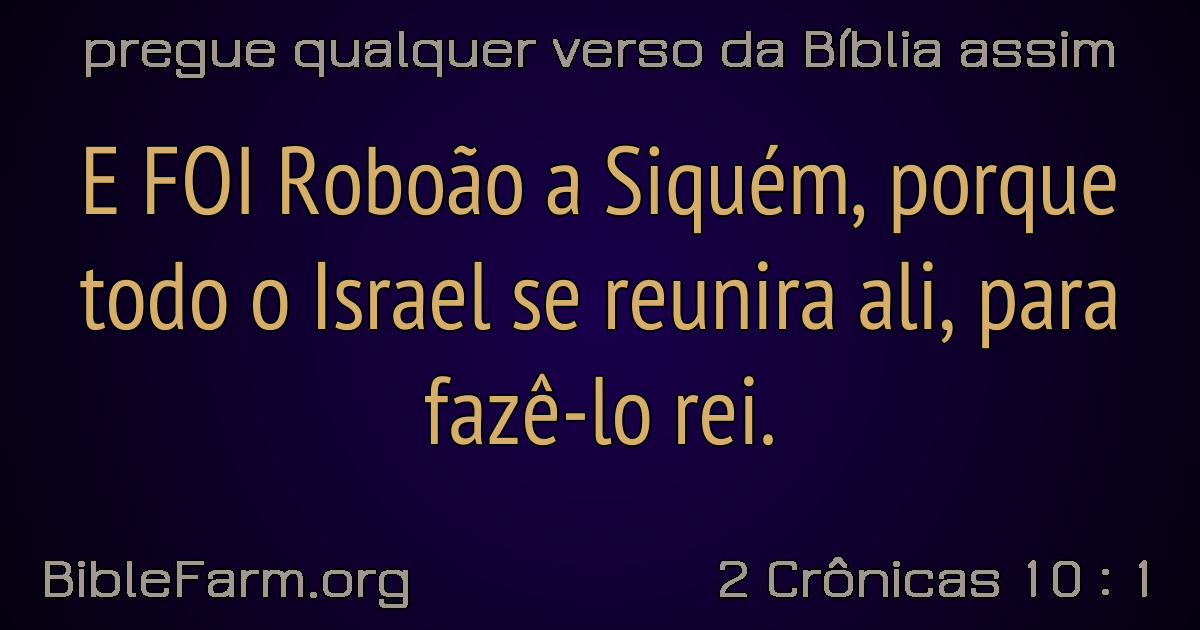 pregue qualquer verso da Bíblia assim
E FOI Roboão a Siquém, porque
todo o Israel se reunira ali, para
fazê-lo rei.
BibleFarm.org
2 Crônicas 10 : 1